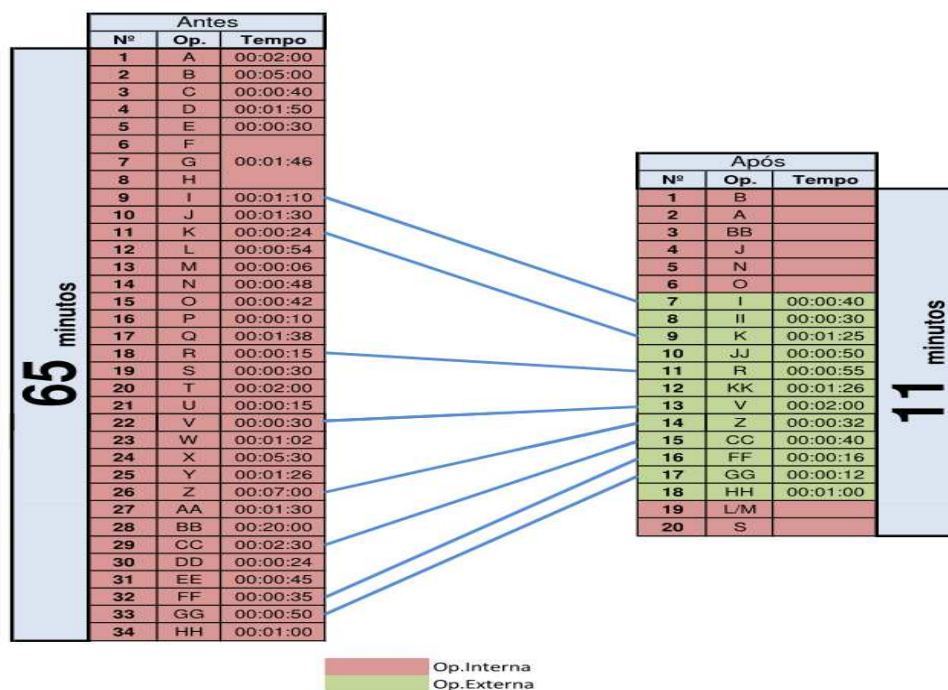 Antes
Nº Op. Tempo
1 A 00:02:00
2 B 00:05:00
3 C 00:00:40
4 D 00:01:50
5 E 00:00:30
6 F
7 G 00:01:46
8 H
9 I 00:01:10
10 J 00:01:30
11 K 00:00:24
12 L 00:00:54
13 M 00:00:06
14 N 00:00:48
15 O 00:00:42
16 P 00:00:10
17 Q 00:01:38
18 R 00:00:15
19 S 00:00:30
20 T 00:02:00
21 U 00:00:15
22 V 00:00:30
23 W 00:01:02
24 X 00:05:30
25 Y 00:01:26
26 Z 00:07:00
27 AA 00:01:30
28 BB 00:20:00
29 CC 00:02:30
30 DD 00:00:24
31 EE 00:00:45
32 FF 00:00:35
33 GG 00:00:50
34 HH 00:01:00
65 minutos
Após
Nº Op. Tempo
1 B
2 A
3 BB
4 J
5 N
6 O
7 I 00:00:40
8 II 00:00:30
9 K 00:01:25
10 JJ 00:00:50
11 R 00:00:55
12 KK 00:01:26
13 V 00:02:00
14 Z 00:00:32
15 CC 00:00:40
16 FF 00:00:16
17 GG 00:00:12
18 HH 00:01:00
19 L/M
20 S
11 minutos
Op.Interna
Op.Externa